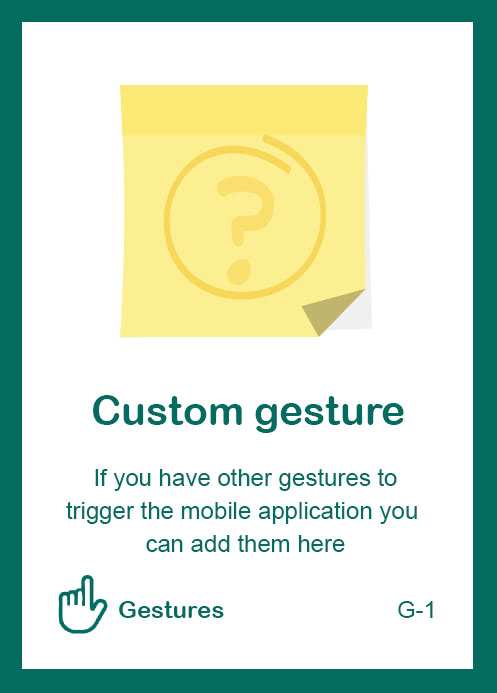 ?
Custom gesture
If you have other gestures to
trigger the mobile application you
can add them here
Gestures G-1